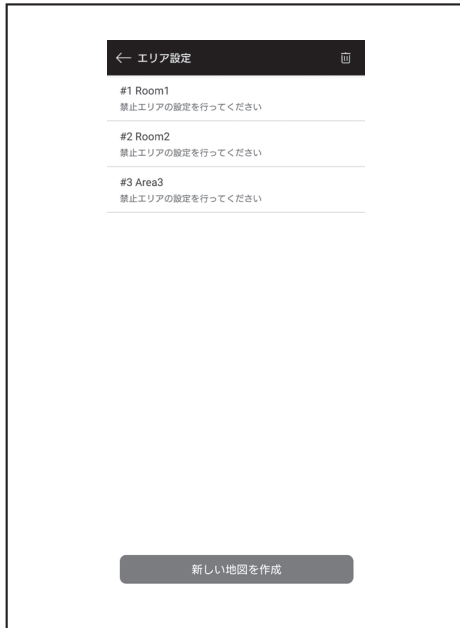 エリア設定
#1 Room1
禁止エリアの設定を行ってください
#2 Room2
禁止エリアの設定を行ってください
#3 Area3
禁止エリアの設定を行ってください
新しい地図を作成